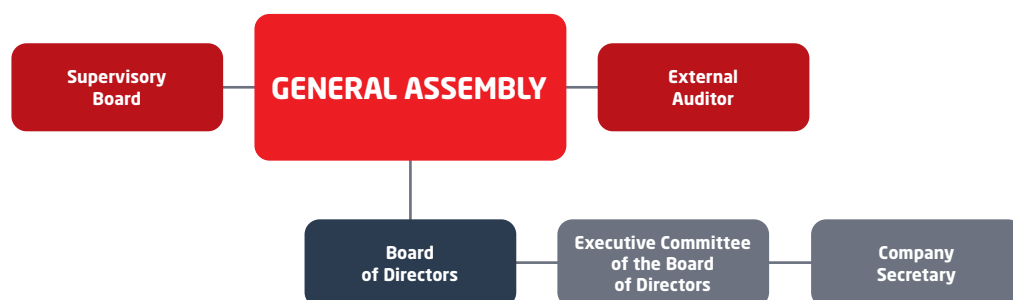 Supervisory
Board
GENERAL ASSEMBLY
External
Auditor
Board
of Directors
Executive Committee
of the Board
of Directors
Company
Secretary